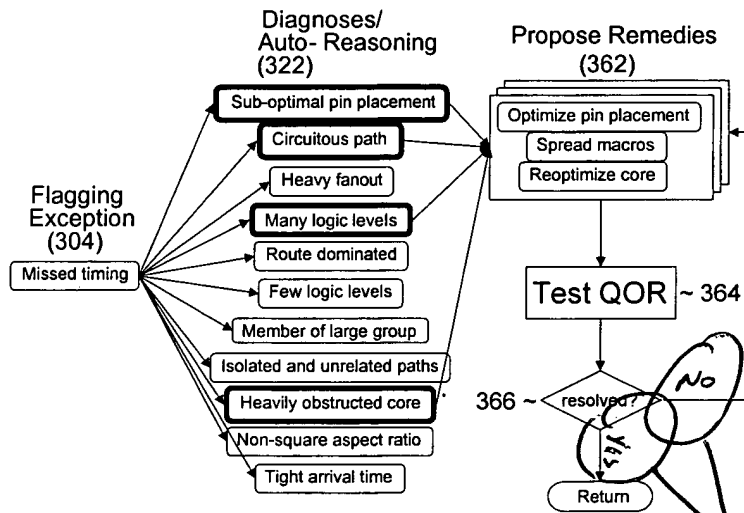 Diagnoses/
Auto- Reasoning
(322)
Propose Remedies
(362)
Sub-optimal pin placement
Circuitous path
Heavy fanout
Many logic levels
Route dominated
Few logic levels
Member of large group
Isolated and unrelated paths
Heavily obstructed core
Non-square aspect ratio
Tight arrival time
Flagging
Exception
(304)
Missed timing
Optimize pin placement
Spread macros
Reoptimize core
Test QOR
~ 364
366 ~
resolved?
NO
Yes
Return